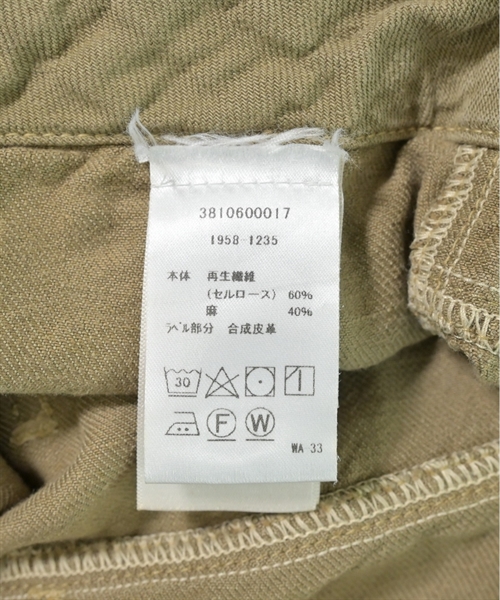 3810600017
1958-1235
本体 再生繊維
(セルロース) 60%
麻 40%
ラベル部分 合成皮革
30
F W
WA 33